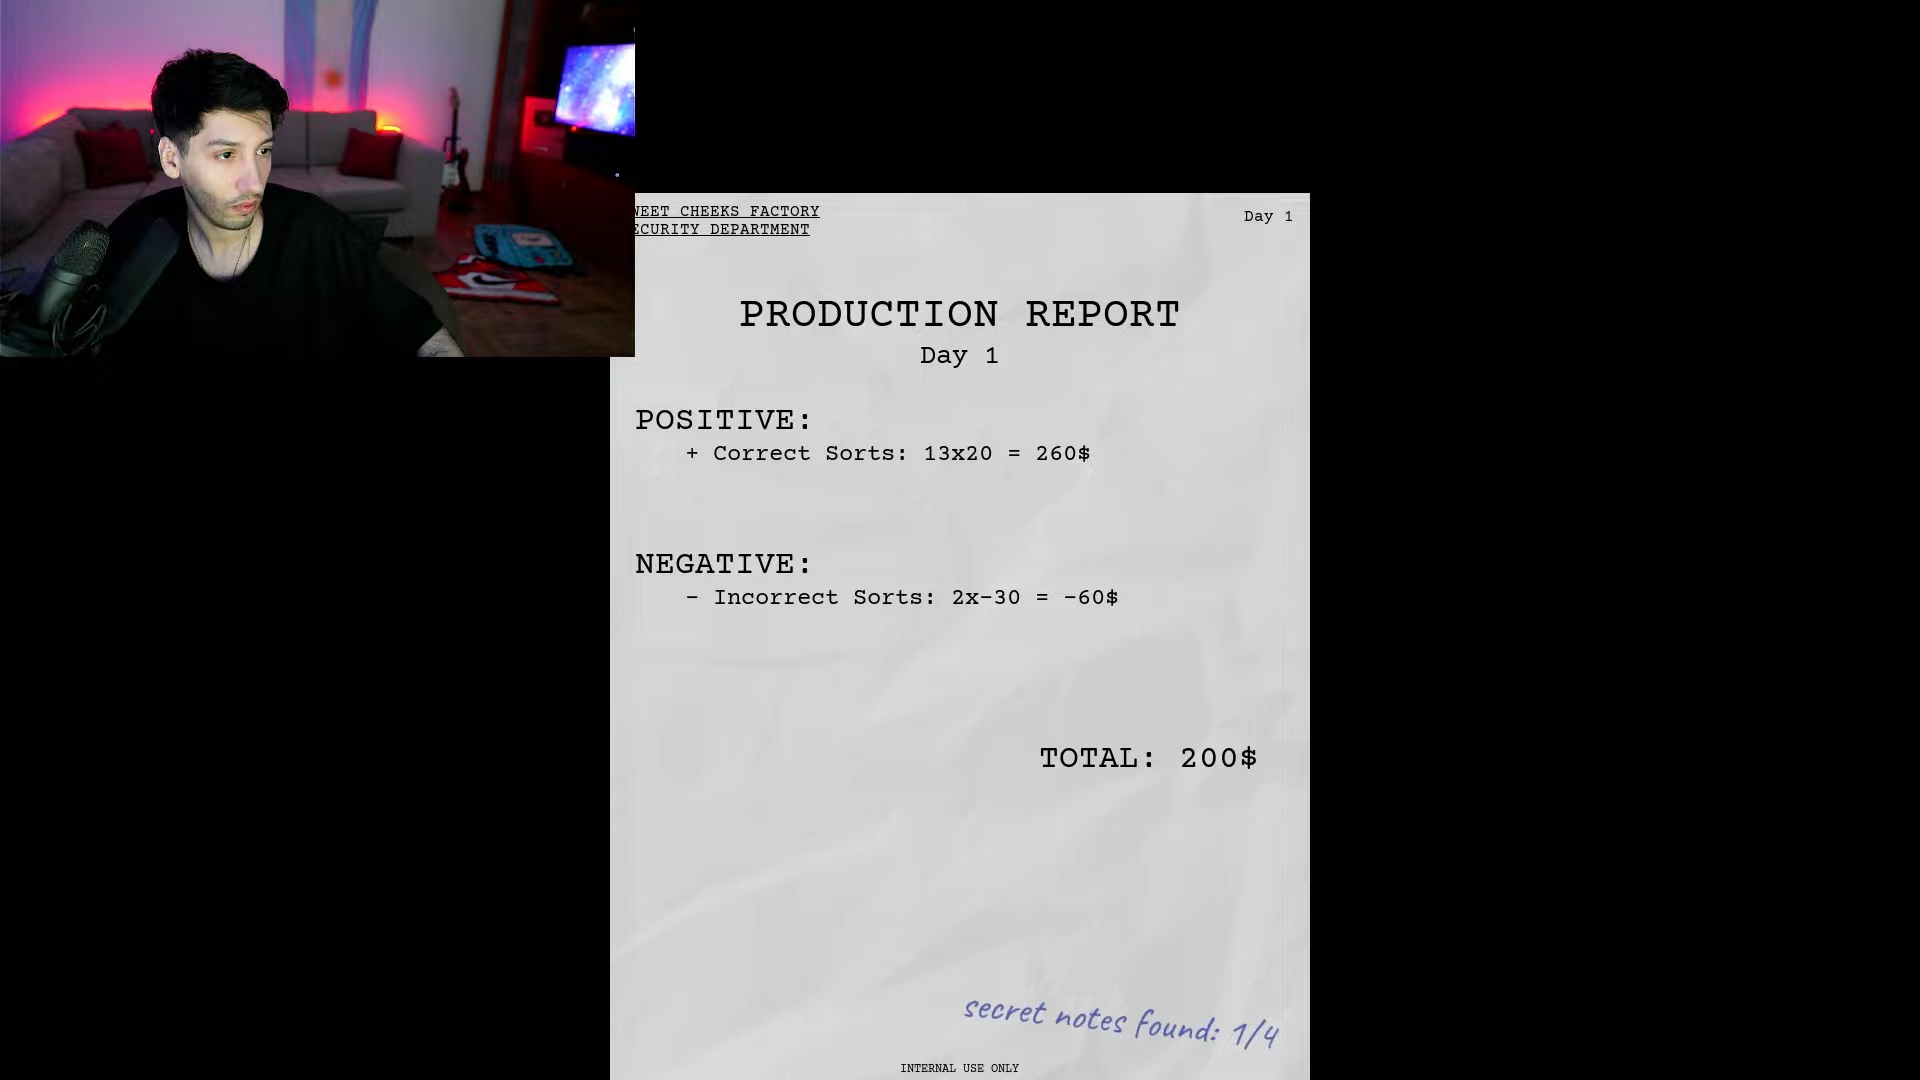 WEET CHEEKS FACTORY
ECURITY DEPARTMENT
Day 1
PRODUCTION REPORT
Day 1
POSITIVE:
+ Correct Sorts: 13x20 = 260$
NEGATIVE:
- Incorrect Sorts: 2x-30 = -60$
TOTAL: 200$
secret notes found: 1/4
INTERNAL USE ONLY